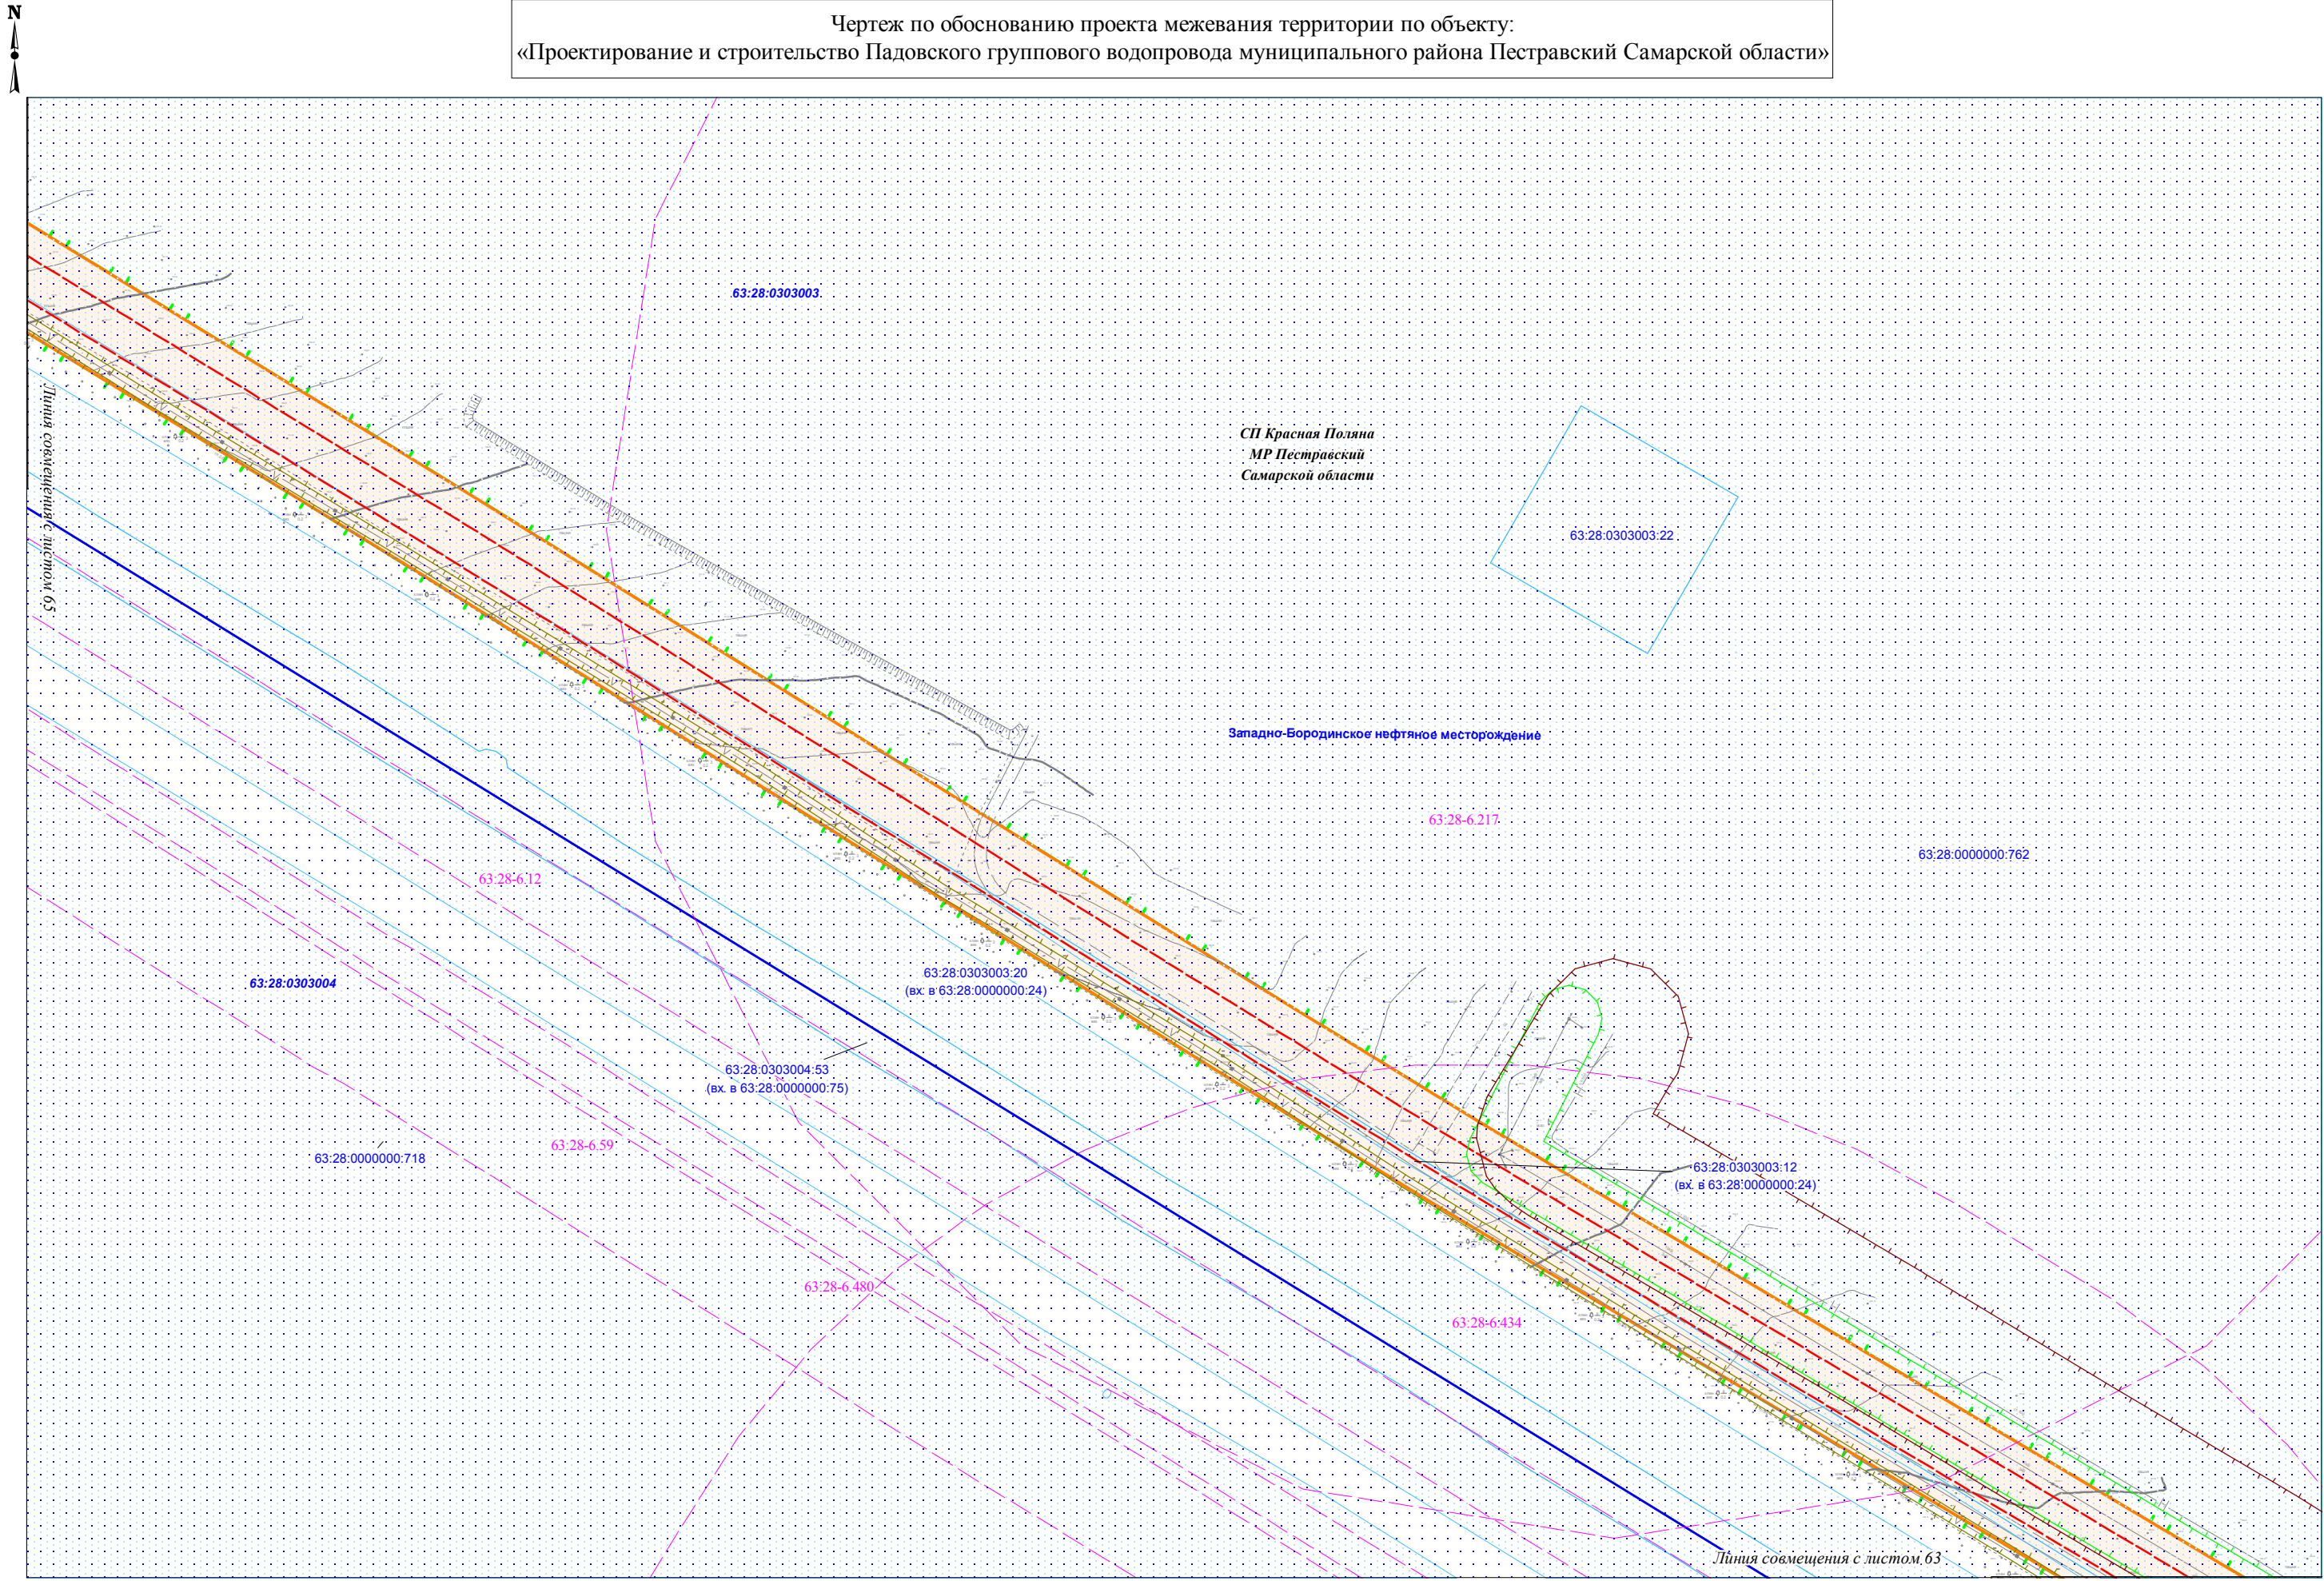 N
Чертеж по обоснованию проекта межевания территории по объекту:
«Проектирование и строительство Падовского группового водопровода муниципального района Пестравский Самарской области»
63:28:0303003
Линия совмещения с листом 65
СП Красная Поляна
МР Пестравский
Самарской области
63:28:0303003:22
Западно-Бородинское нефтяное месторождение
63:28-6.217
63:28:0000000:762
63:28-6.12
63:28:0303003:20
(вх. в 63:28:0000000:24)
63:28:0303004
63:28:0303004:53
(вх. в 63:28:0000000:75)
63:28-6.59
63:28:0000000:718
63:28:0303003:12
(вх. в 63:28:0000000:24)
63:28-6.480
63:28-6.434
Линия совмещения с листом 63